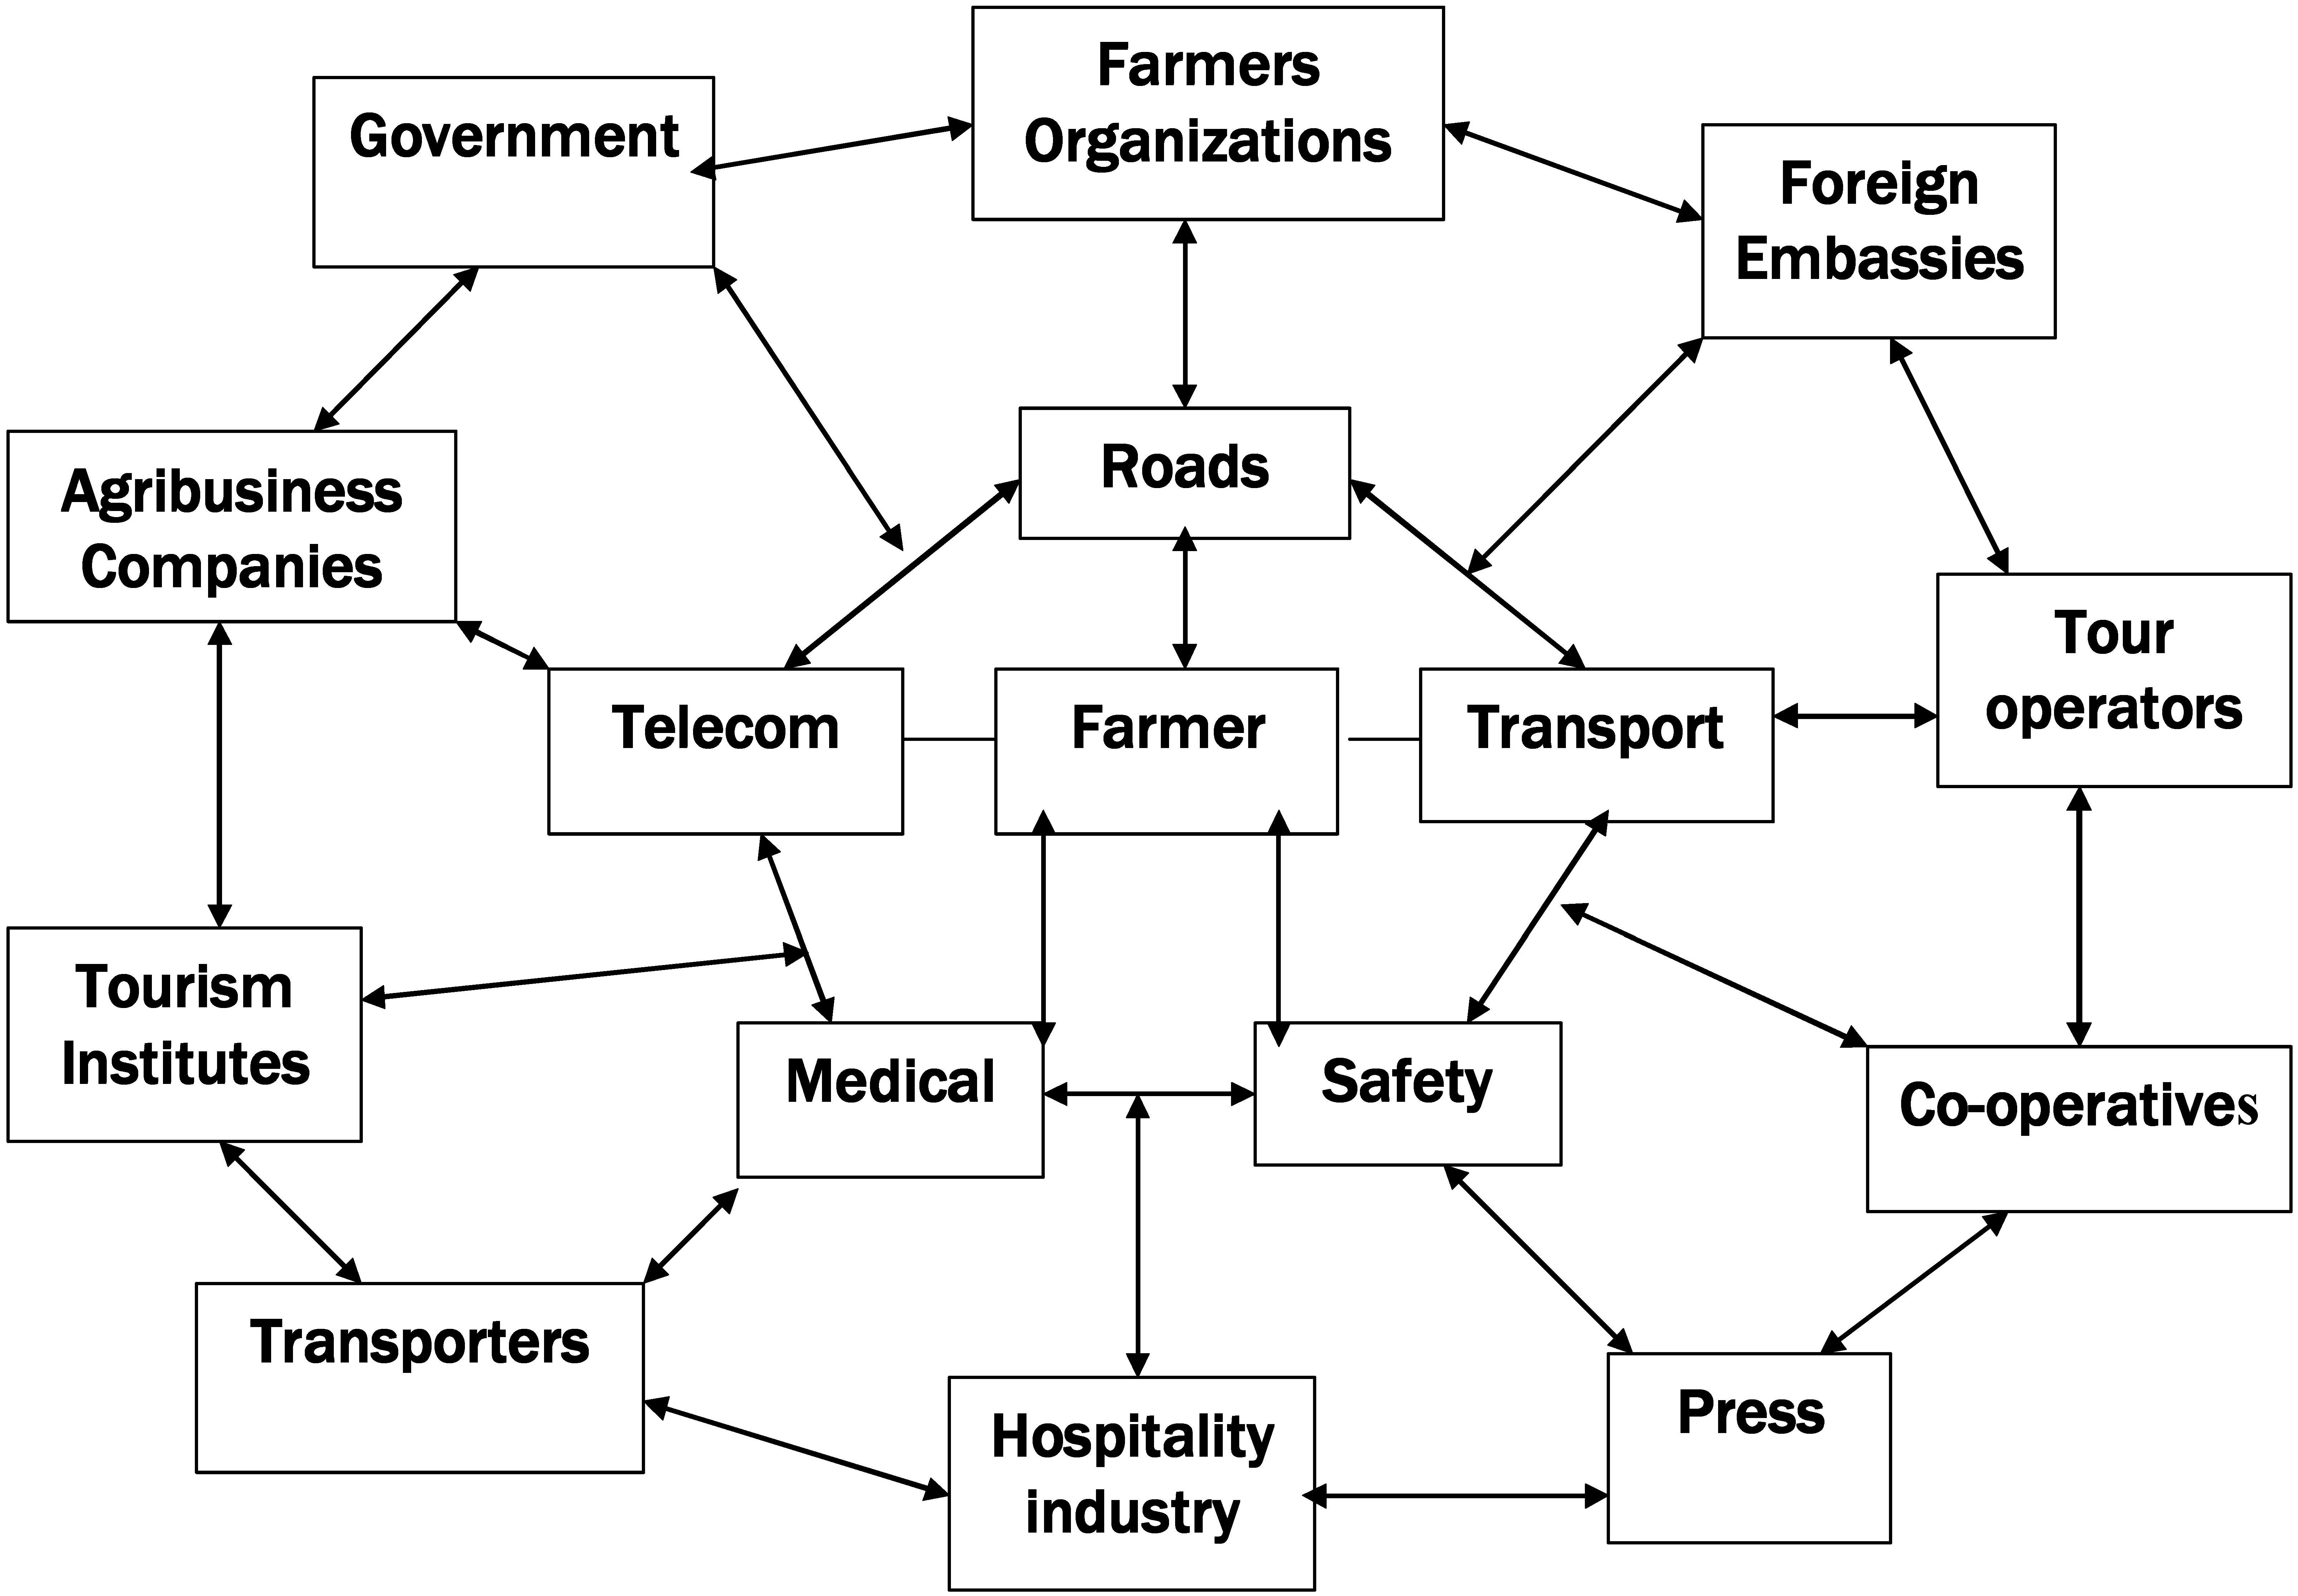 Farmers
Organizations
Government
Foreign
Embassies
Roads
Agribusiness
Companies
Tour
operators
Telecom
Farmer
Transport
Tourism
Institutes
Medical
Safety
Co-operatives
Transporters
Hospitality
industry
Press